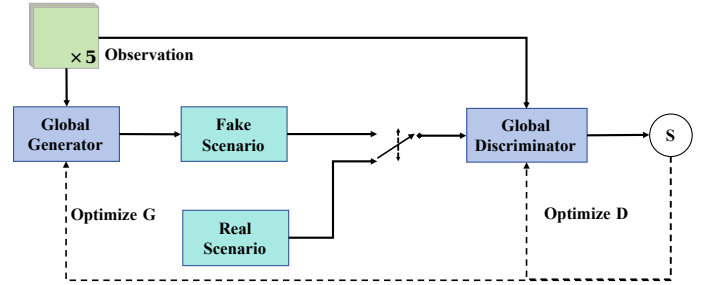 ×5
Observation
Global
Generator
Fake
Scenario
Global
Discriminator
S
Optimize G
Real
Scenario
Optimize D